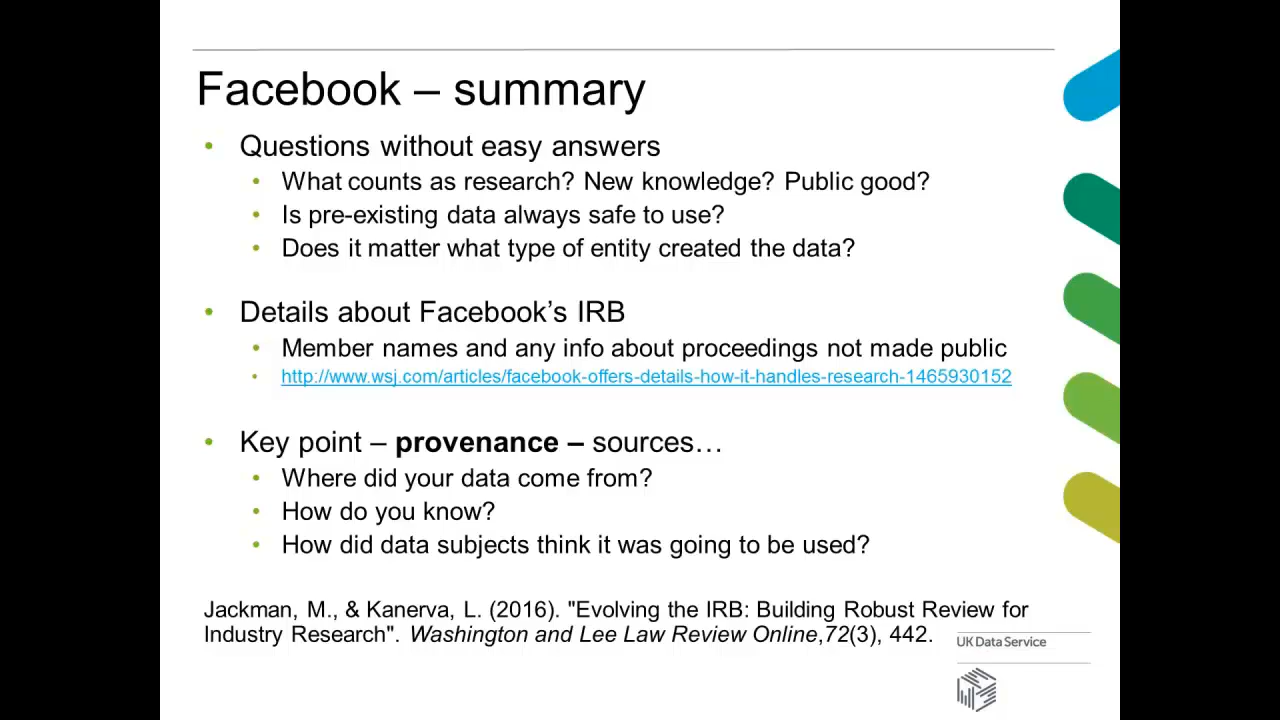 Facebook – summary
• Questions without easy answers
• What counts as research? New knowledge? Public good?
• Is pre-existing data always safe to use?
• Does it matter what type of entity created the data?
• Details about Facebook’s IRB
• Member names and any info about proceedings not made public
• http://www.wsj.com/articles/facebook-offers-details-how-it-handles-research-1465930152
• Key point – provenance – sources…
• Where did your data come from?
• How do you know?
• How did data subjects think it was going to be used?
Jackman, M., & Kanerva, L. (2016). "Evolving the IRB: Building Robust Review for
Industry Research". Washington and Lee Law Review Online,72(3), 442.
UK Data Service